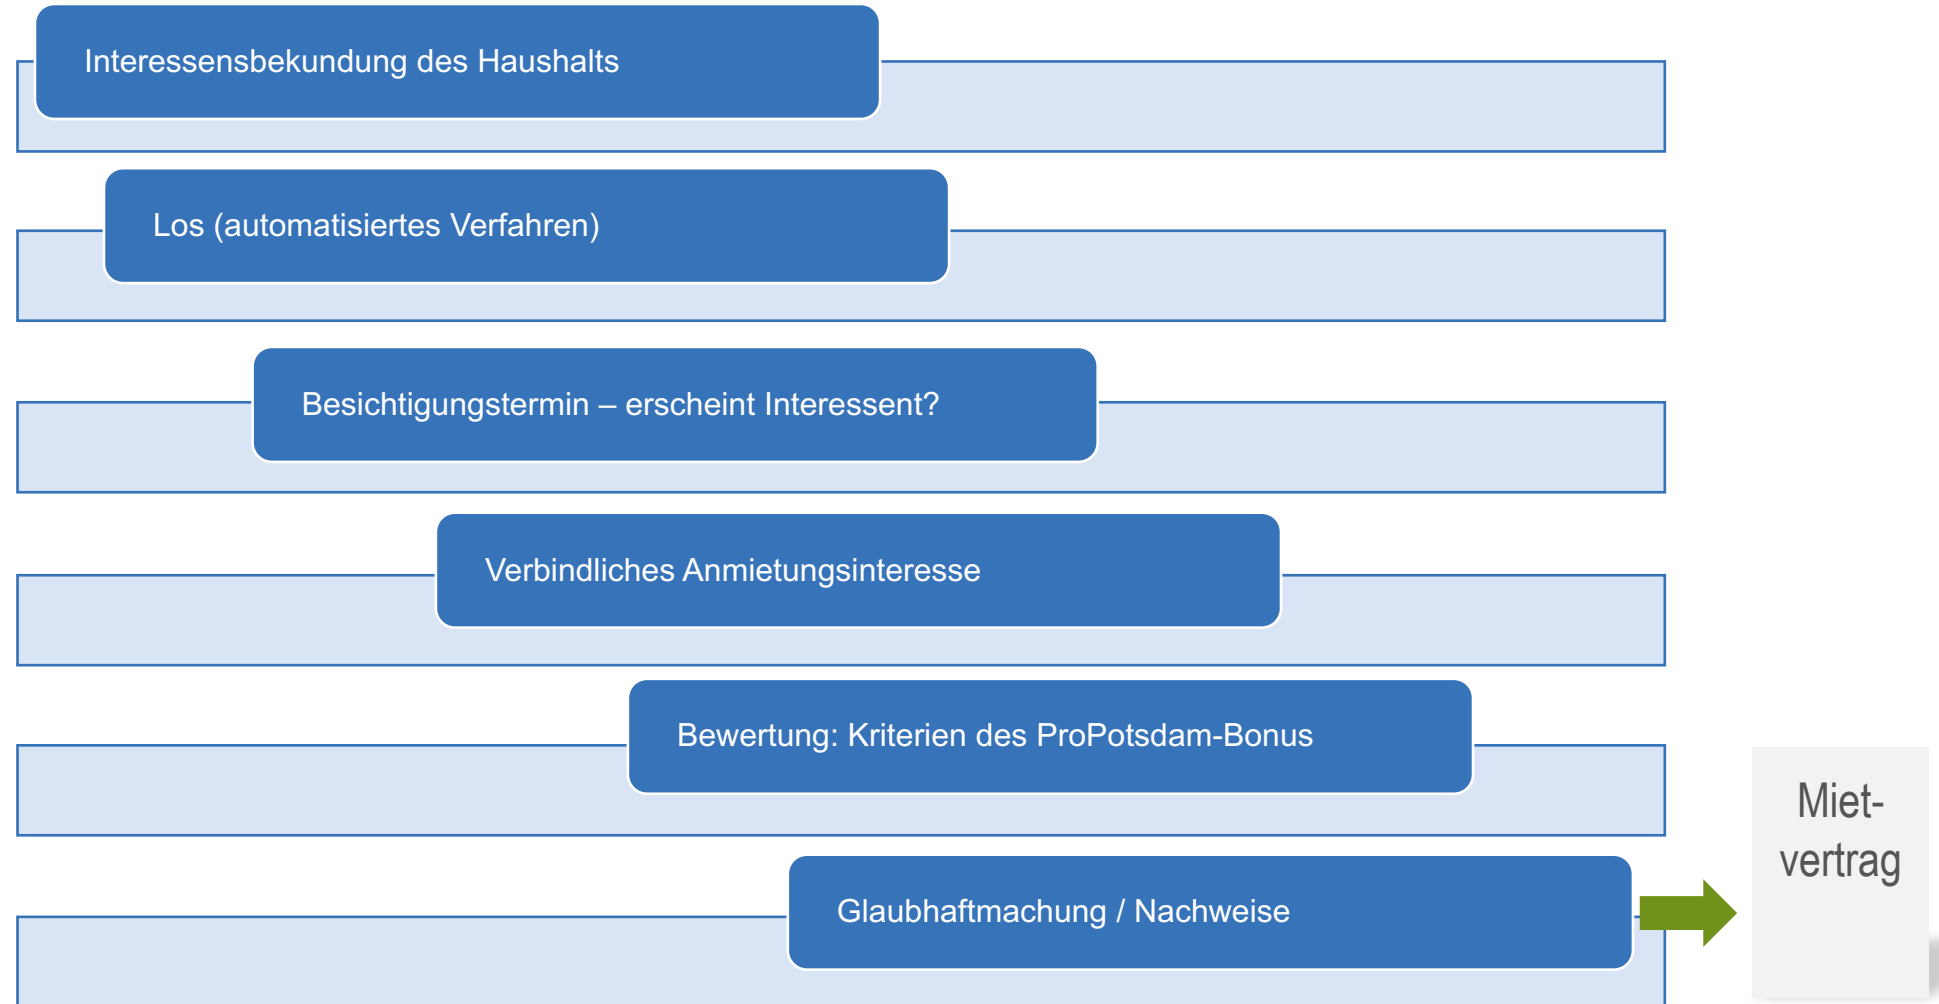 Interessensbekundung des Haushalts
Los (automatisiertes Verfahren)
Besichtigungstermin – erscheint Interessent?
Verbindliches Anmietungsinteresse
Bewertung: Kriterien des ProPotsdam-Bonus
Glaubhaftmachung / Nachweise
Miet-
vertrag